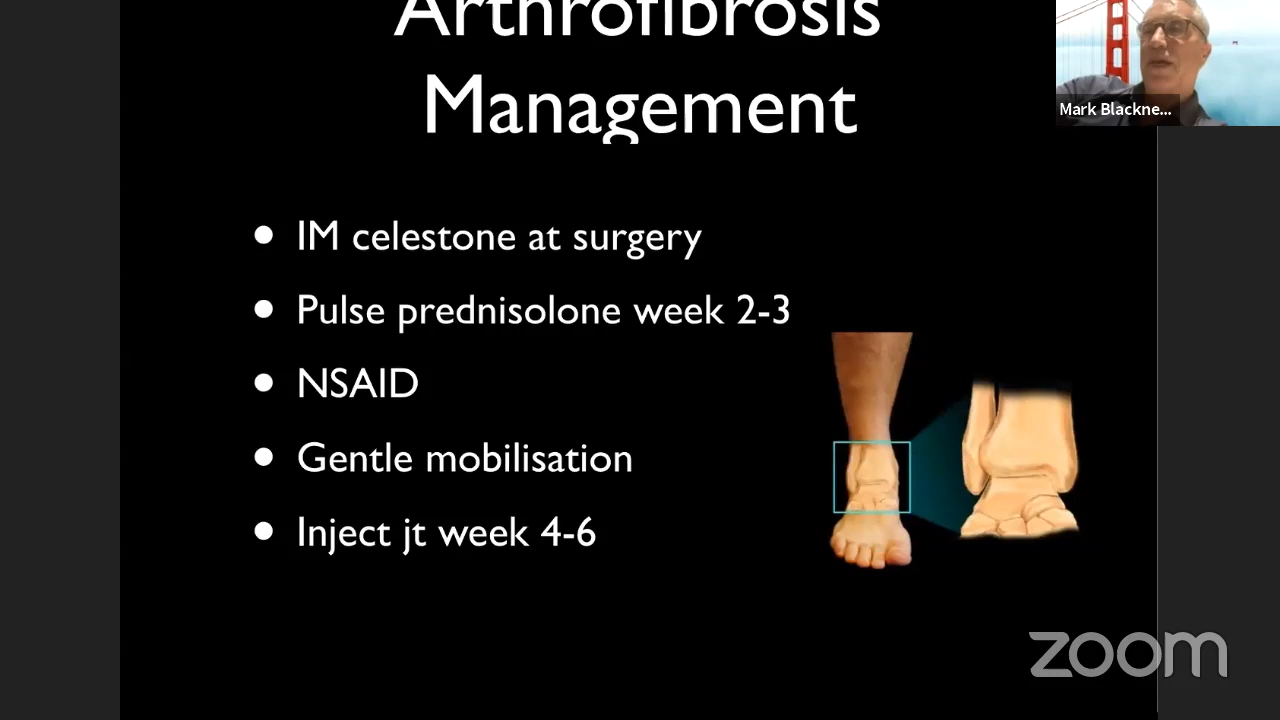 Arthrofibrosis
Management
Mark Blackne...
• IM celestone at surgery
• Pulse prednisolone week 2-3
• NSAID
• Gentle mobilisation
• Inject jt week 4-6
zoom